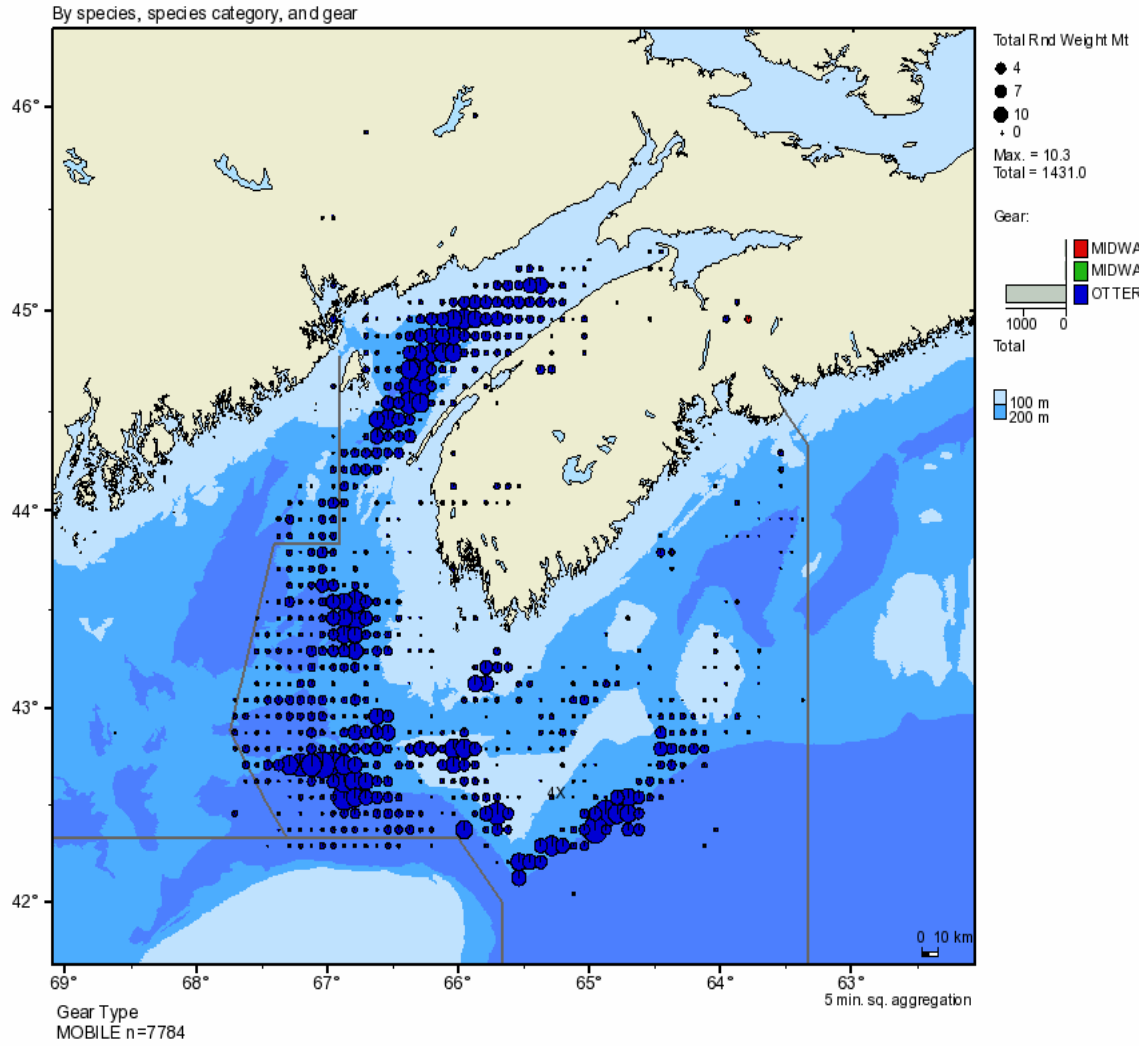 By species, species category, and gear
Total Rnd Weight Mt
4
7
10
0
Max. = 10.3
Total = 1431.0
Gear:
MIDWA
MIDWA
OTTER
1000 0
Total
100 m
200 m
46°
45°
44°
43°
42°
4X
0 10 km
69° 68° 67° 66° 65° 64° 63°
5 min. sq. aggregation
Gear Type
MOBILE n=7784